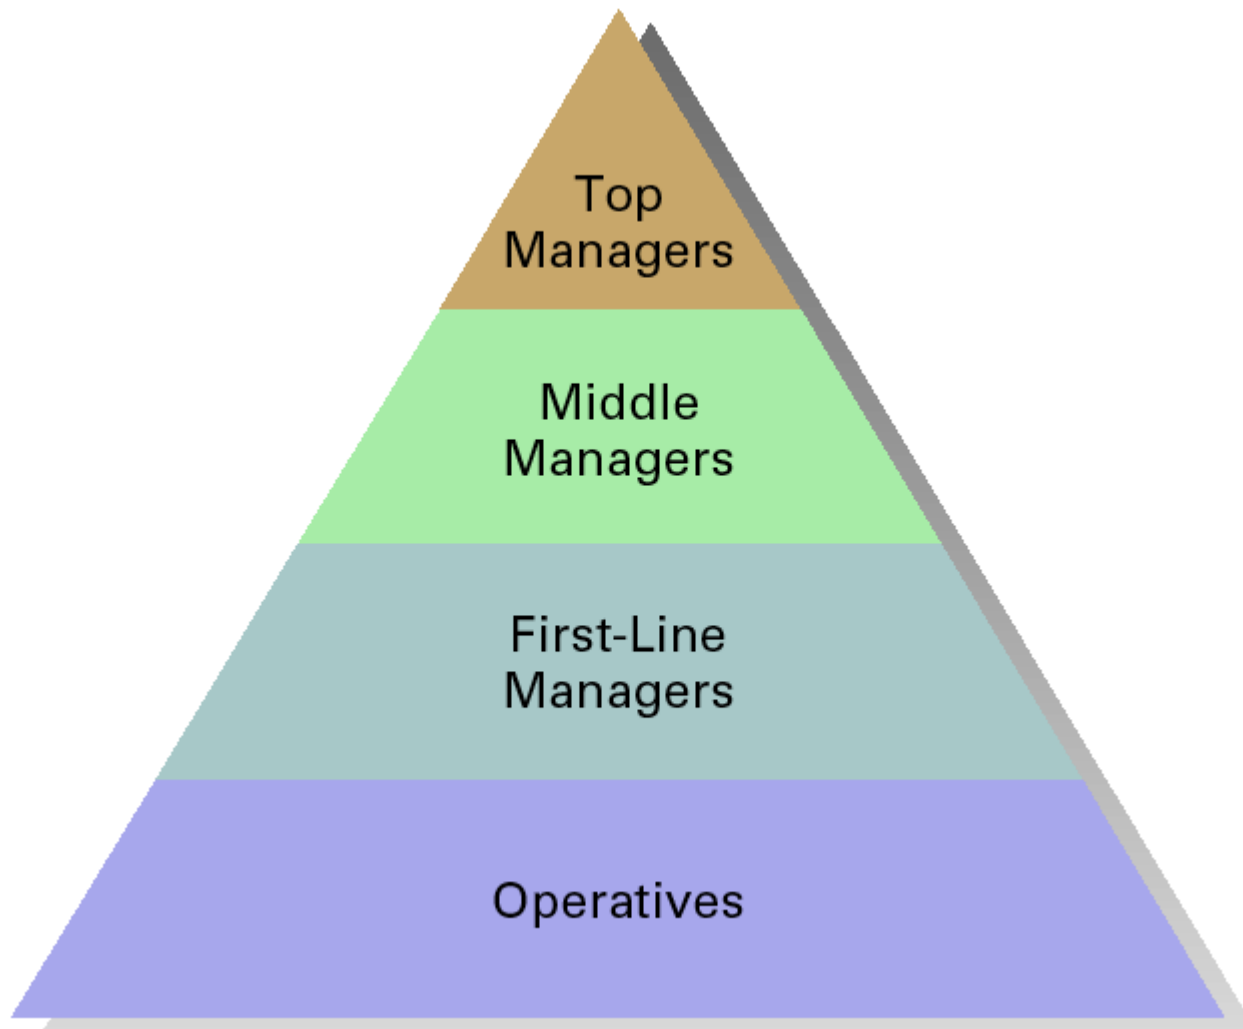 Top
Managers
Middle
Managers
First-Line
Managers
Operatives